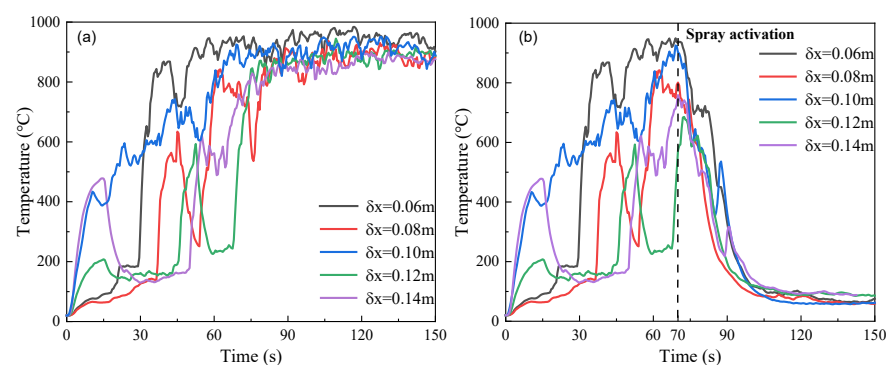 (a)
Temperature (℃)
1000
800
600
400
200
0
0 30 60 90 120 150
Time (s)
δx=0.06m
δx=0.08m
δx=0.10m
δx=0.12m
δx=0.14m
(b)
Spray activation
Temperature (℃)
1000
800
600
400
200
0
0 30 60 70 90 120 150
Time (s)
δx=0.06m
δx=0.08m
δx=0.10m
δx=0.12m
δx=0.14m